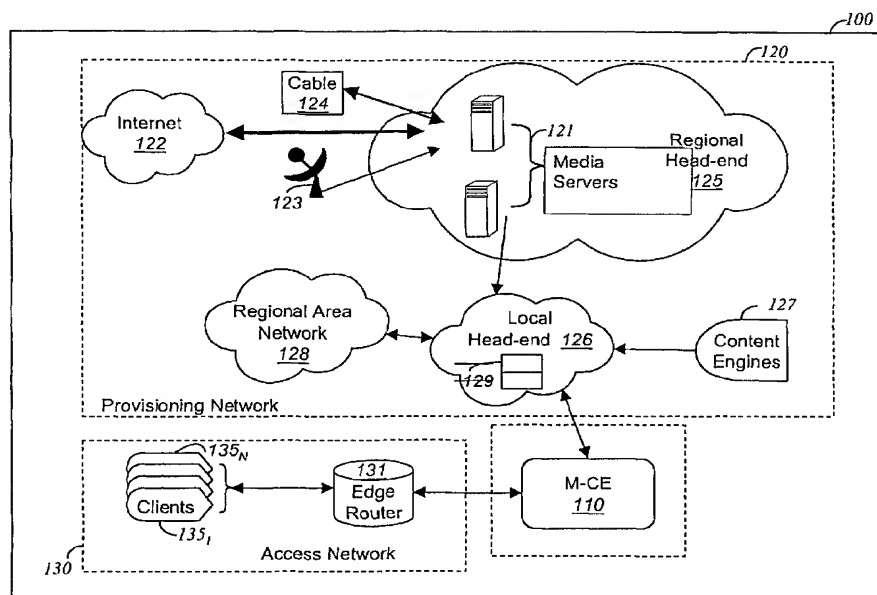 100
120
Cable
124
Internet
122
123
121
Media
Servers
Regional
Head-end
125
Regional Area
Network
128
Local
Head-end
126
129
127
Content
Engines
Provisioning Network
135N
Clients
135I
131
Edge
Router
M-CE
110
Access Network
130